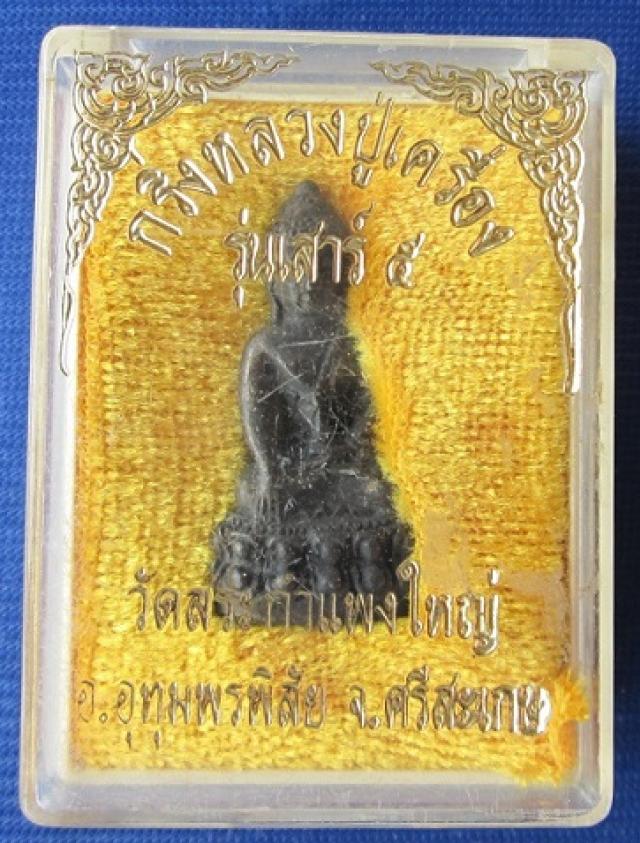 กริ่งหลวงปู่เครื่อง
รุ่นเสาร์ ๕
วัดสระกำแพงใหญ่
อ.อุทุมพรพิสัย จ.ศรีสะเกษ